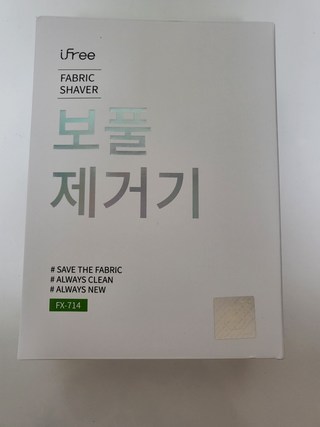 ifree
FABRIC
SHAVER
보풀
제거기
# SAVE THE FABRIC
# ALWAYS CLEAN
# ALWAYS NEW
FX-714